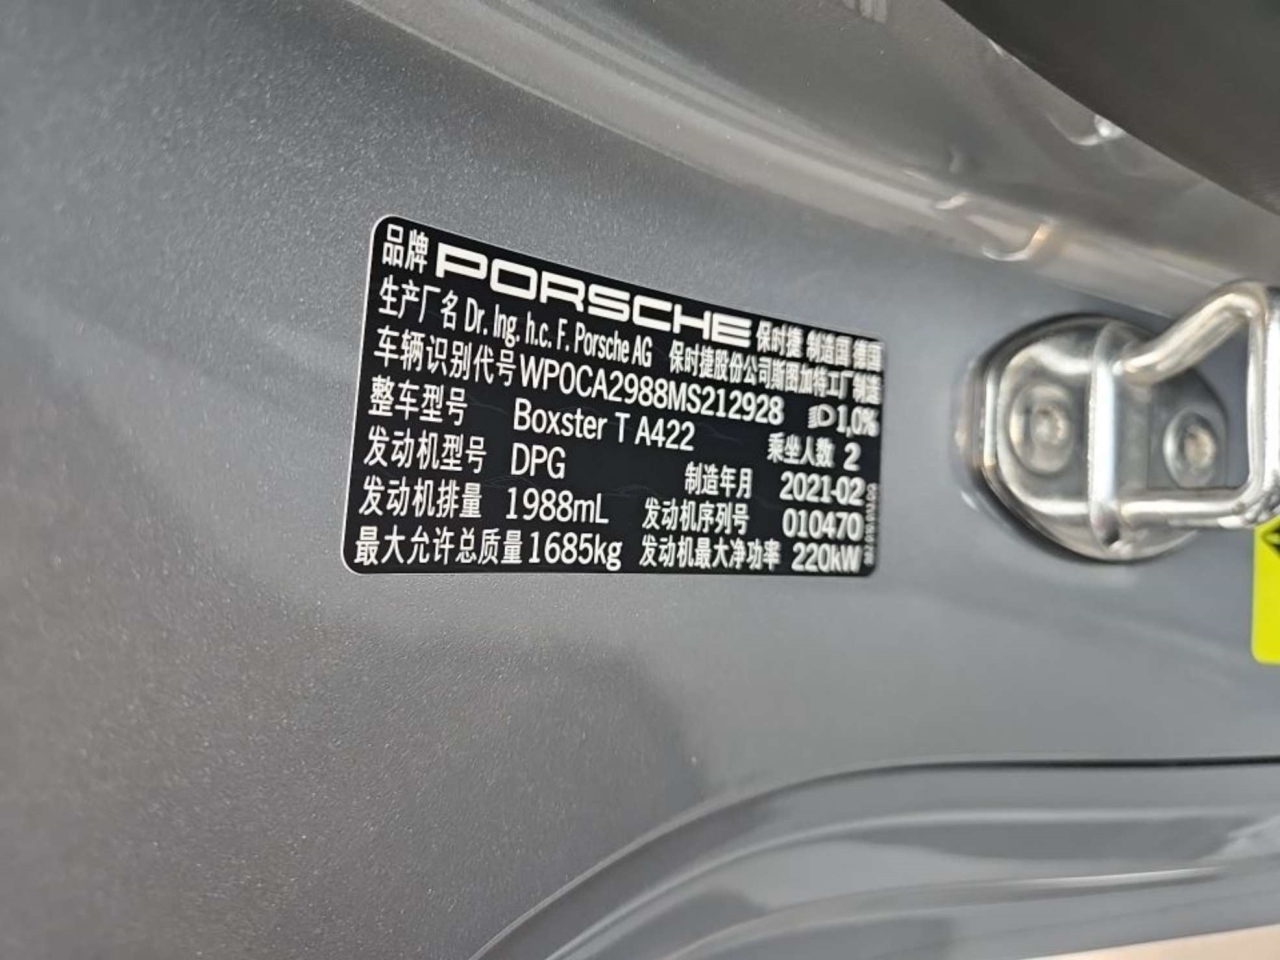 品牌 PORSCHE 保时捷 制造国 德国
生产厂名 Dr. Ing. h.c. F. Porsche AG 保时捷股份公司斯图加特工厂制造
车辆识别代号 WP0CA2988MS212928 1,0%
整车型号 Boxster T A422 乘坐人数 2
发动机型号 DPG 制造年月 2021-02
发动机排量 1988mL 发动机序列号 010470
最大允许总质量 1685kg 发动机最大净功率 220kW